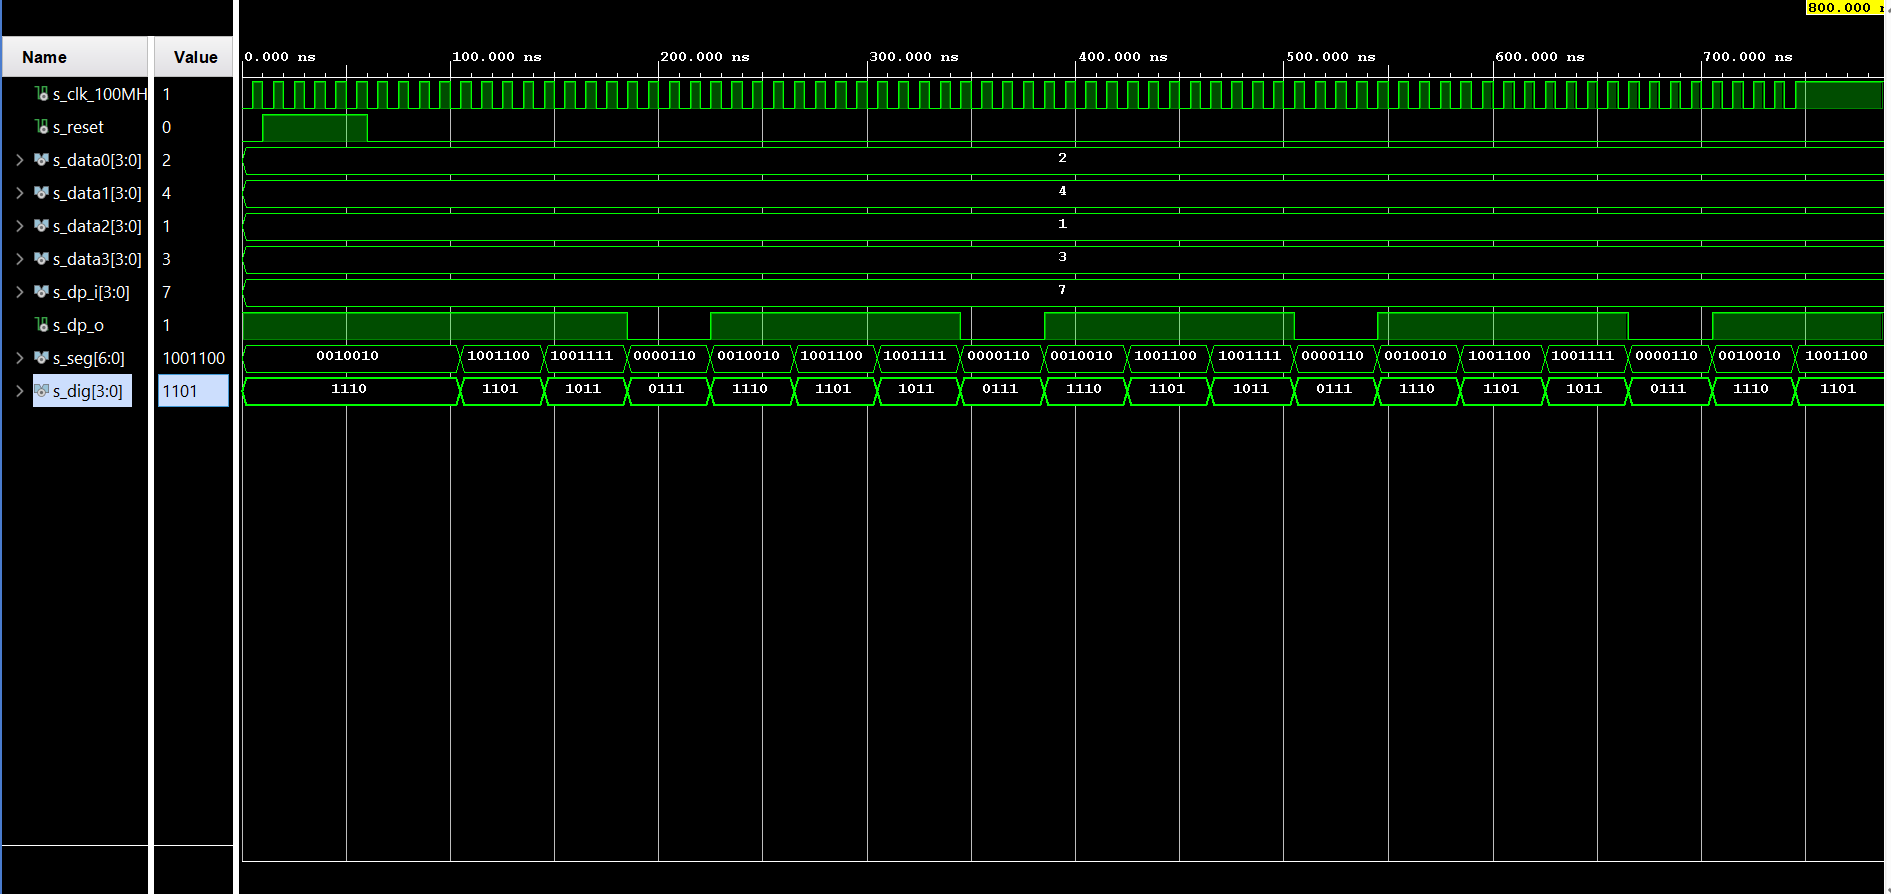 800.000
Name Value
0.000 ns 100.000 ns 200.000 ns 300.000 ns 400.000 ns 500.000 ns 600.000 ns 700.000 ns
s_clk_100MH 1
s_reset 0
s_data0[3:0] 2 2
s_data1[3:0] 4 4
s_data2[3:0] 1 1
s_data3[3:0] 3 3
s_dp_i[3:0] 7 7
s_dp_o 1
s_seg[6:0] 1001100 0010010 1001100 1001111 0000110 0010010 1001100 1001111 0000110 0010010 1001100 1001111 0000110 0010010 1001100 1001111 0000110 0010010 1001100
s_dig[3:0] 1101 1110 1101 1011 0111 1110 1101 1011 0111 1110 1101 1011 0111 1110 1101 1011 0111 1110 1101